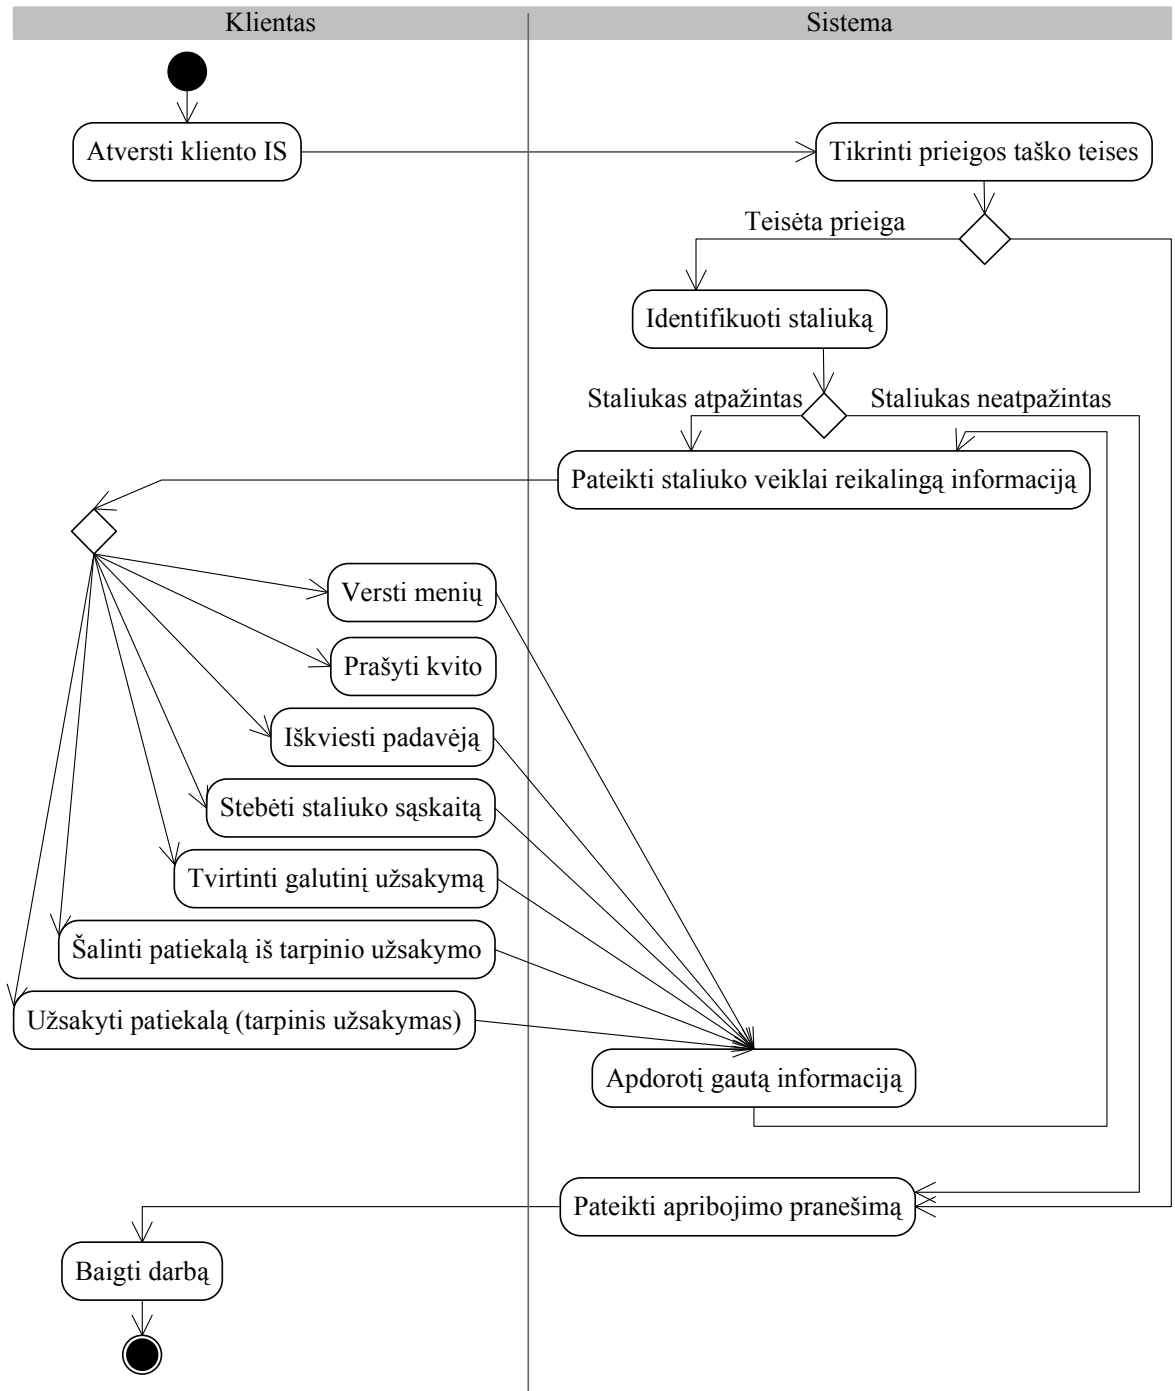 Klientas
Sistema
Atversti kliento IS
Tikrinti prieigos taško teises
Teisėta prieiga
Identifikuoti staliuką
Staliukas atpažintas
Staliukas neatpažintas
Pateikti staliuko veiklai reikalingą informaciją
Versti menių
Prašyti kvito
Iškviesti padavėją
Stebėti staliuko sąskaitą
Tvirtinti galutinį užsakymą
Šalinti patiekalą iš tarpinio užsakymo
Užsakyti patiekalą (tarpinis užsakymas)
Apdorotį gautą informaciją
Pateikti apribojimo pranešimą
Baigti darbą